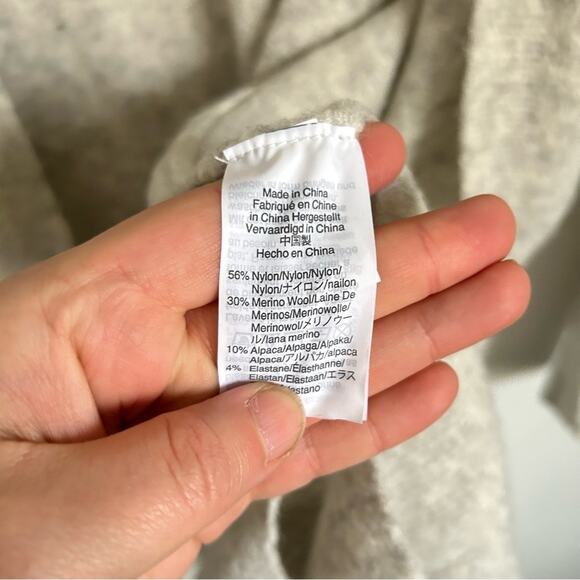 Made in China
Fabriqué en Chine
in China Hergestellt
Vervaardigd in China
中国製
Hecho en China
56% Nylon/Nylon/Nylon/
Nylon/ナイロン/nailon
30% Merino Wool/Laine De
Merinos/Merinowolle/
Merinowol/メリノウー
ル/lana merino
10% Alpaca/Alpaga/Alpaka/
Alpaca/アルパカ/alpaca
4% Elastane/Élasthanne/
Elastan/Elastaan/エラス